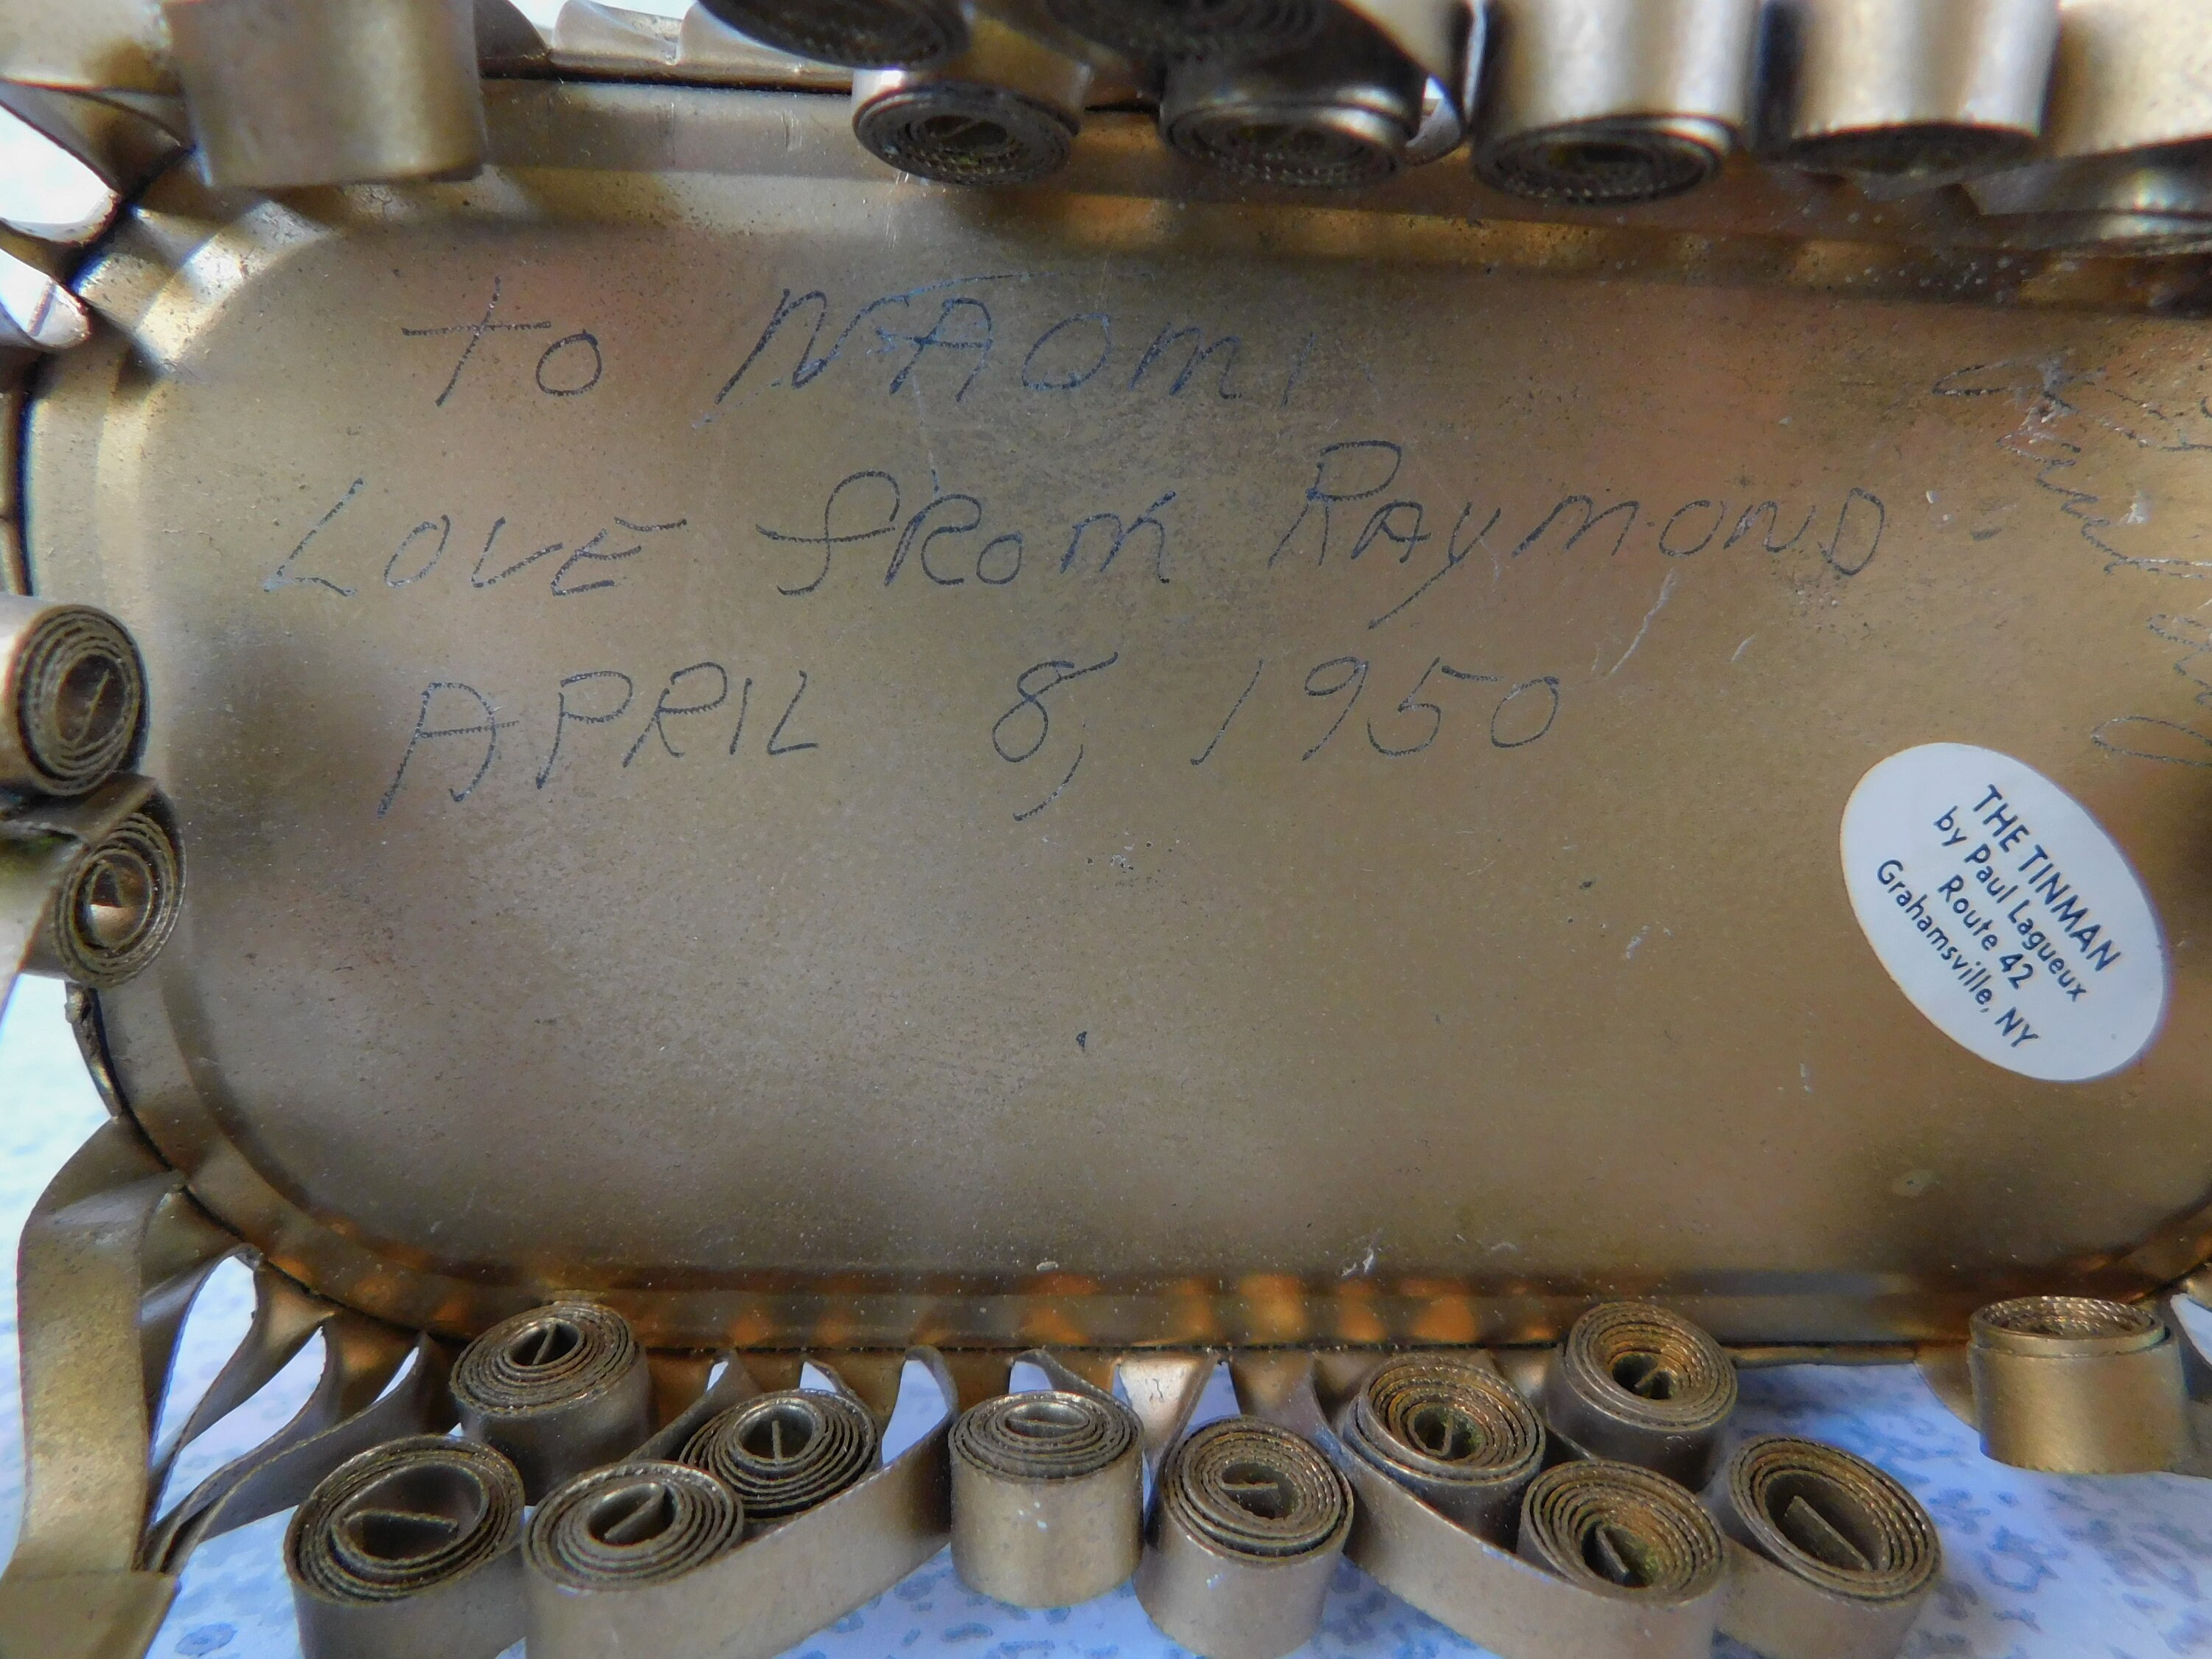 to NAOMI
LOVE fROM RAYMOND
APRIL 8, 1950
THE TINMAN
by Paul Lagueux
Route 42
Grahamsville, NY